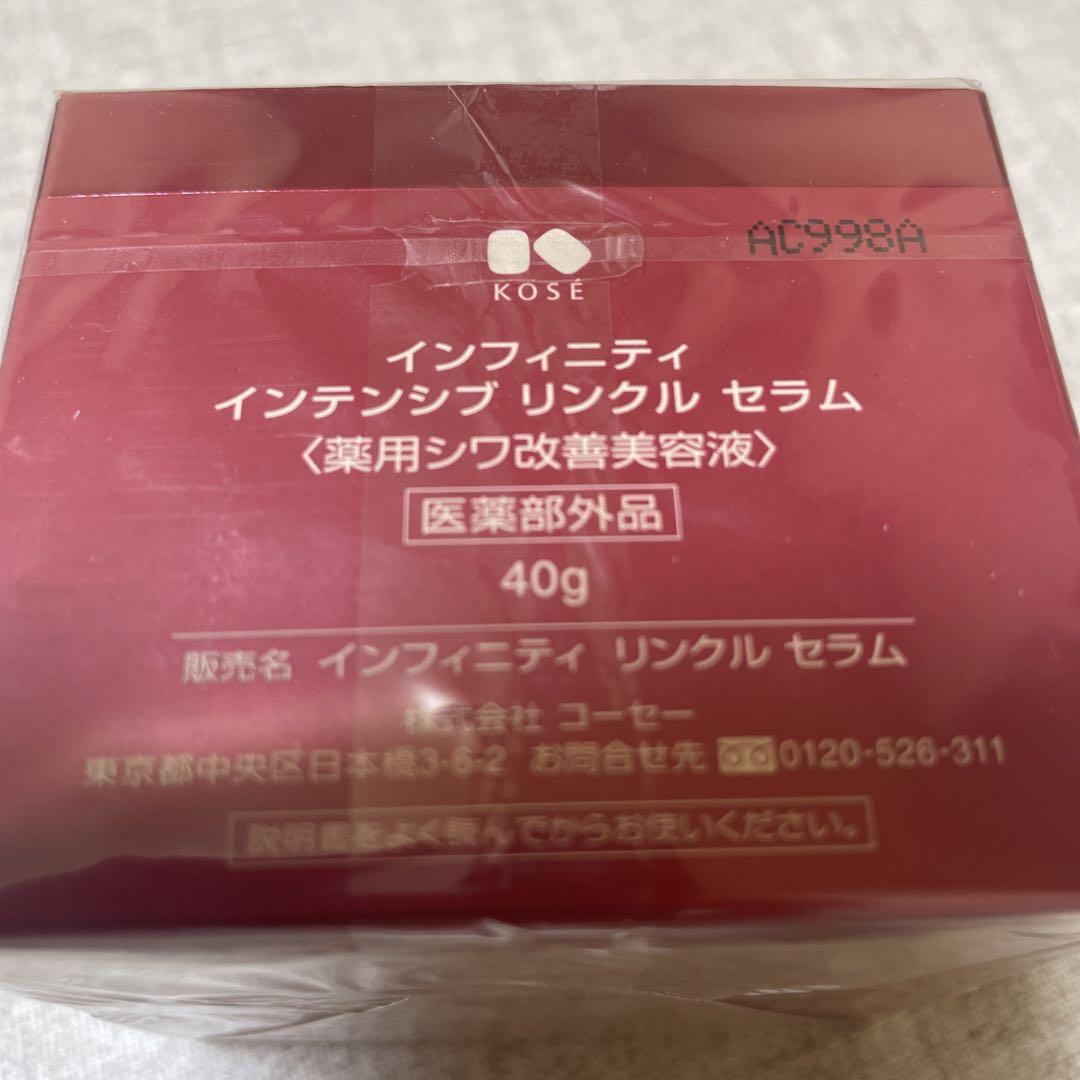 AC998A
KOSÉ
インフィニティ
インテンシブ リンクル セラム
〈薬用シワ改善美容液〉
医薬部外品
40g
販売名 インフィニティ リンクル セラム
株式会社 コーセー
東京都中央区日本橋3-6-2 お問合せ先 0120-526-311
説明書をよく読んでからお使いください。